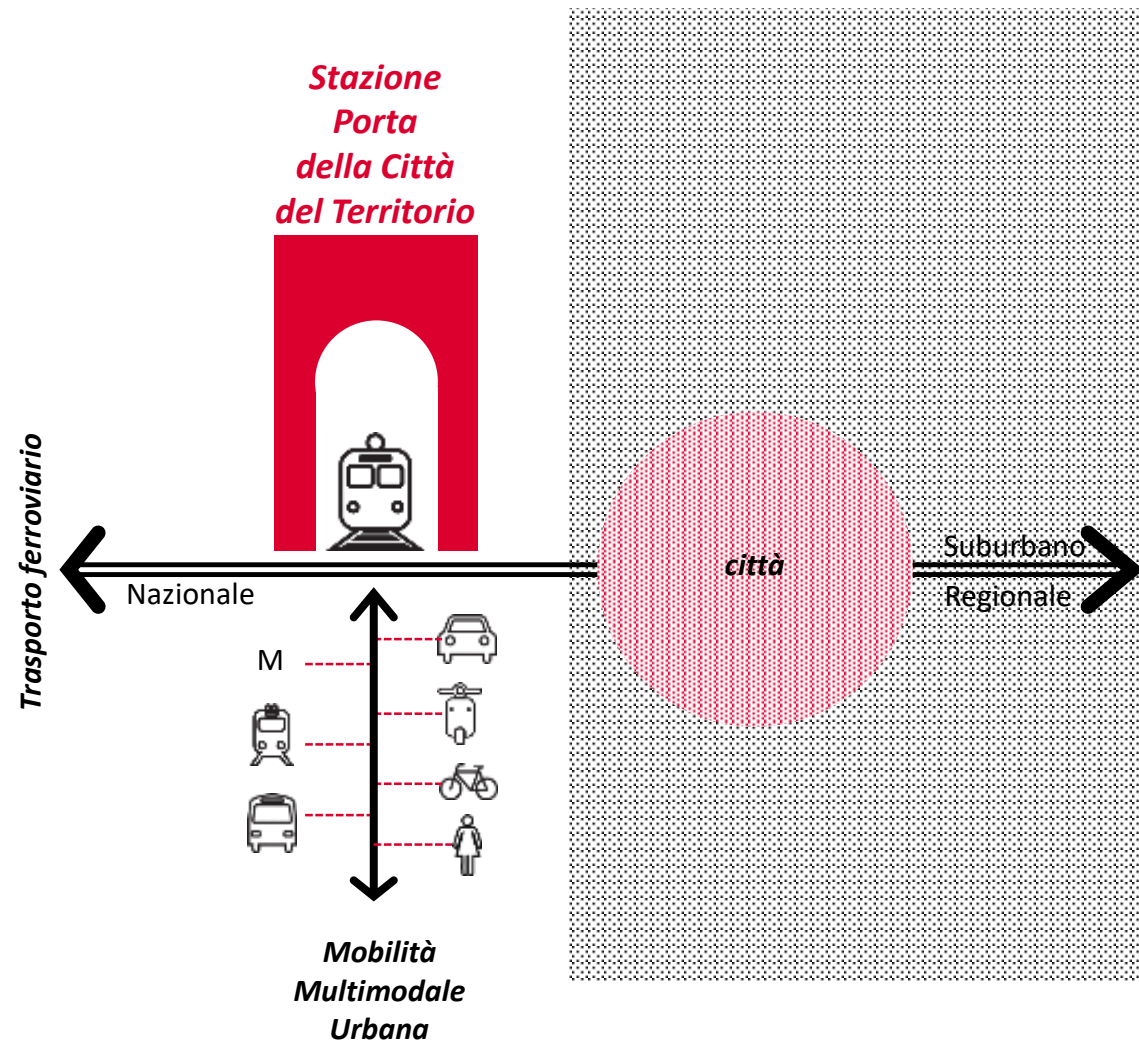 Stazione
Porta
della Città
del Territorio
Trasporto ferroviario
Nazionale
città
Suburbano
Regionale
M
Mobilità
Multimodale
Urbana